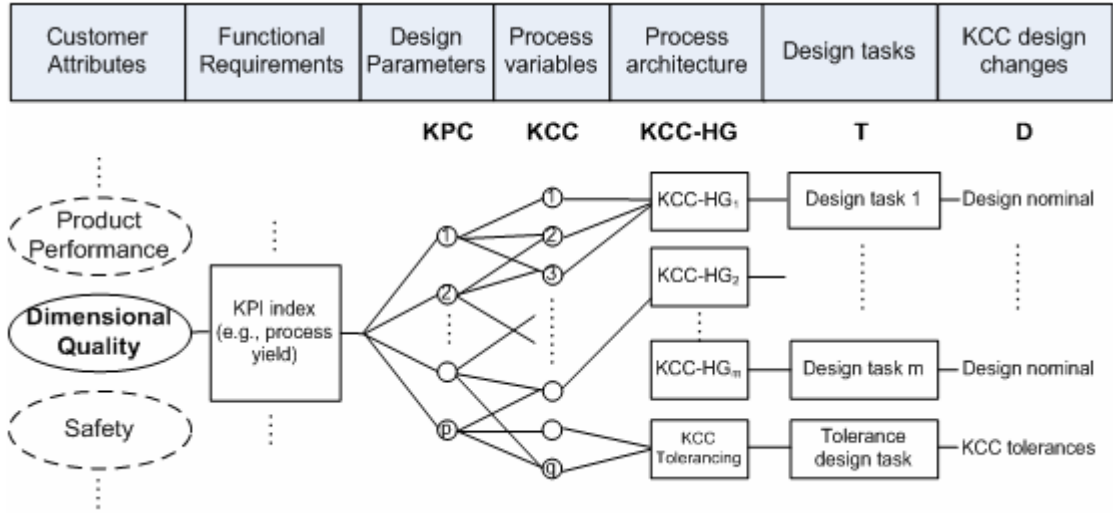 Customer
Attributes
Functional
Requirements
Design
Parameters
Process
variables
Process
architecture
Design tasks
KCC design
changes
KPC
KCC
KCC-HG
T
D
Product
Performance
Dimensional
Quality
Safety
KPI index
(e.g., process
yield)
1
2
p
1
2
3
q
KCC-HG₁
KCC-HG₂
KCC-HGₘ
KCC
Tolerancing
Design task 1
Design task m
Tolerance
design task
Design nominal
Design nominal
KCC tolerances